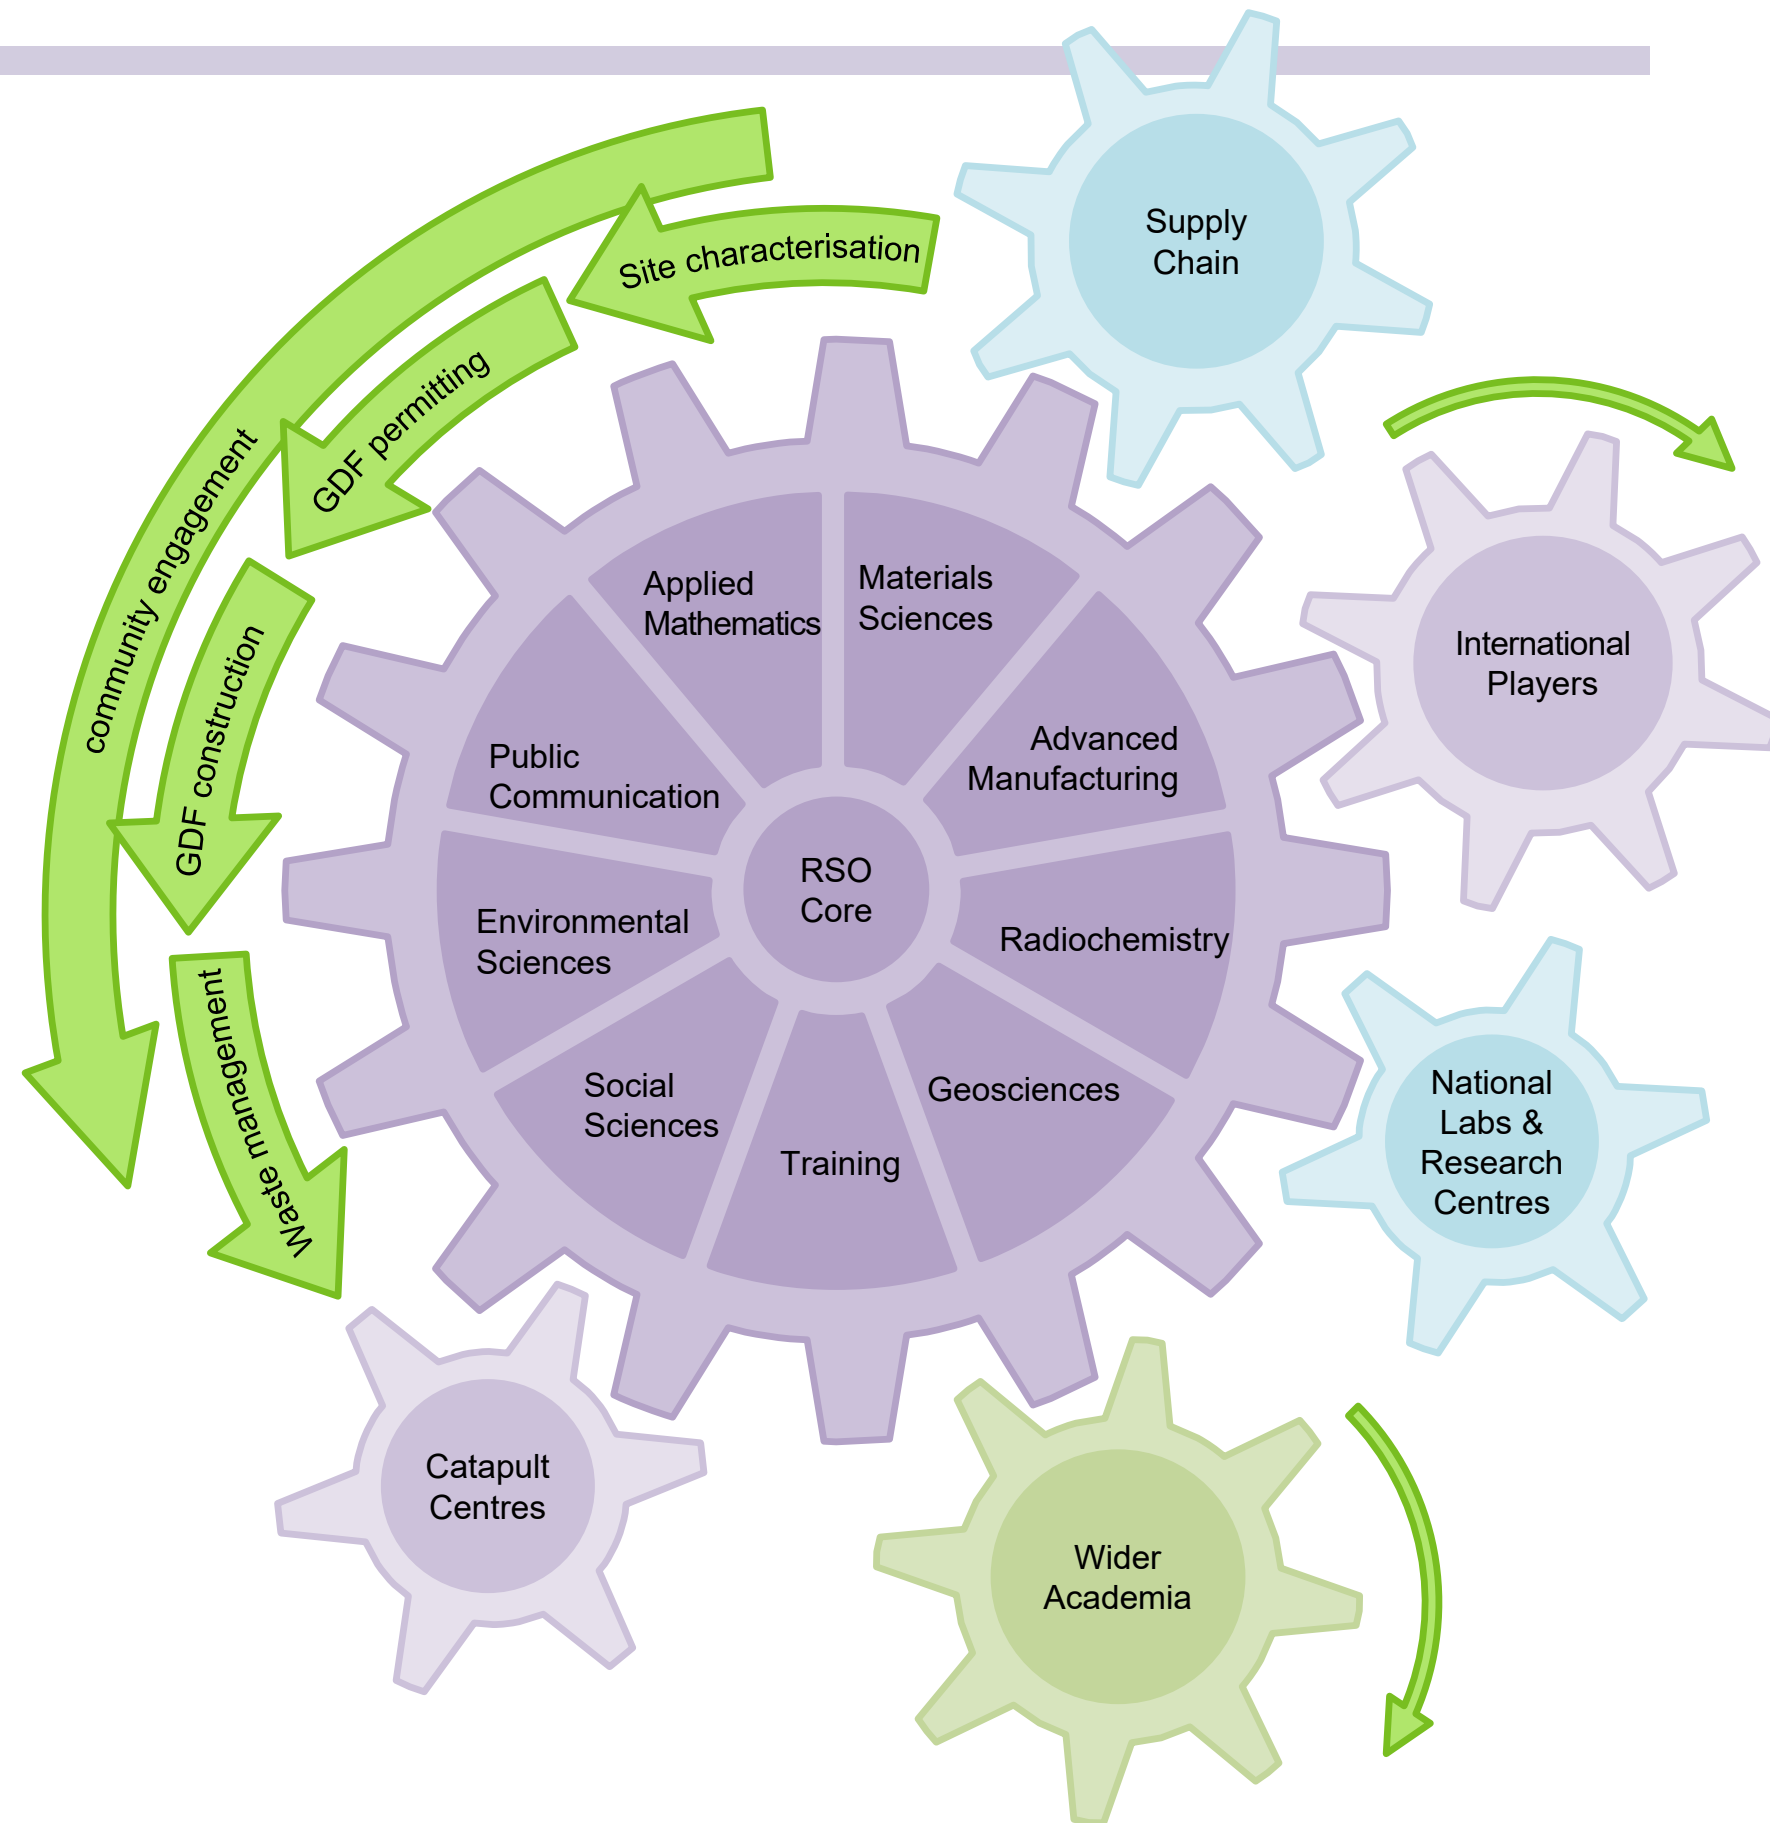 Supply
Chain
Site characterisation
GDF permitting
community engagement
GDF construction
Waste management
International
Players
Applied
Mathematics
Materials
Sciences
Public
Communication
Advanced
Manufacturing
RSO
Core
Environmental
Sciences
Radiochemistry
Social
Sciences
Geosciences
Training
National
Labs &
Research
Centres
Catapult
Centres
Wider
Academia